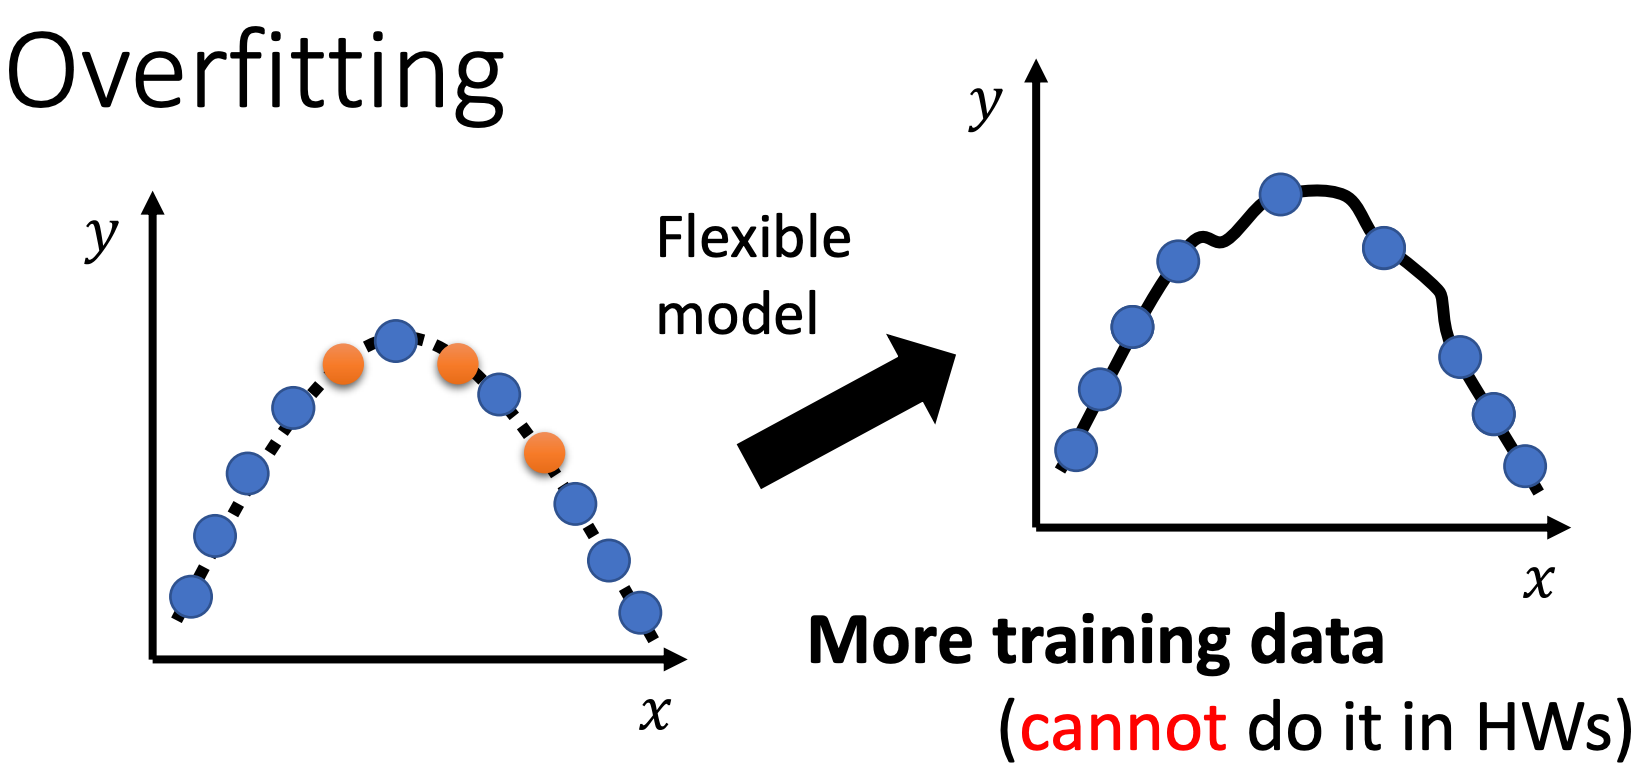 Overfitting
y
x
Flexible
model
y
x
More training data
(cannot do it in HWs)